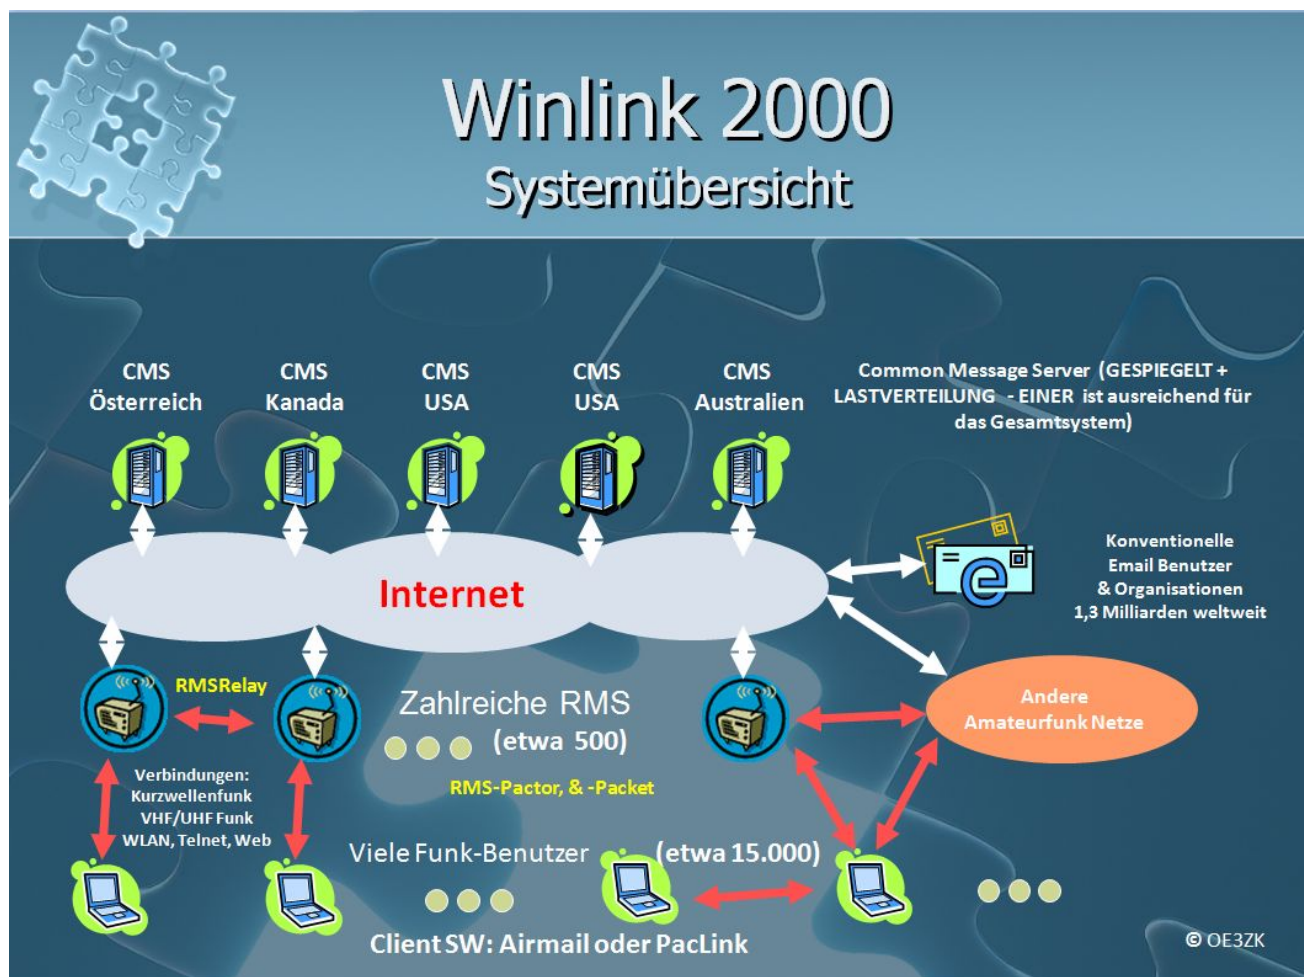 Winlink 2000
Systemübersicht
CMS
Österreich
CMS
Kanada
CMS
USA
CMS
USA
CMS
Australien
Common Message Server (GESPIEGELT +
LASTVERTEILUNG - EINER ist ausreichend für
das Gesamtsystem)
Internet
Konventionelle
Email Benutzer
& Organisationen
1,3 Milliarden weltweit
RMSRelay
Zahlreiche RMS
(etwa 500)
RMS-Pactor, & -Packet
Andere
Amateurfunk Netze
Verbindungen:
Kurzwellenfunk
VHF/UHF Funk
WLAN, Telnet, Web
Viele Funk-Benutzer (etwa 15.000)
Client SW: Airmail oder PacLink
© OE3ZK